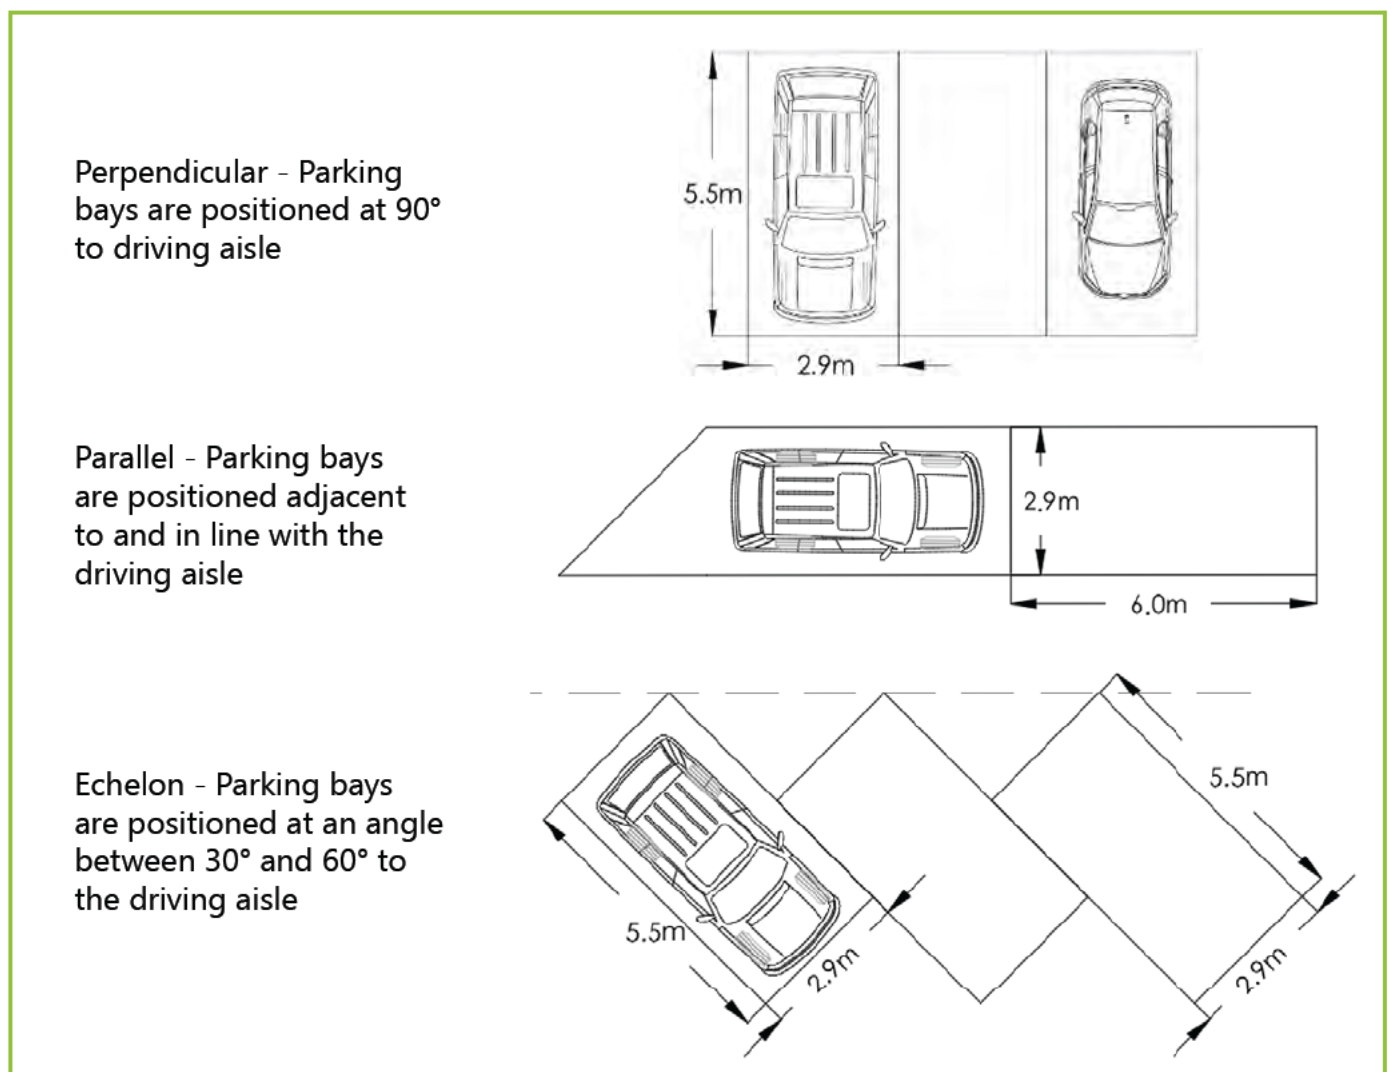 Perpendicular - Parking
bays are positioned at 90°
to driving aisle
5.5m
2.9m
Parallel - Parking bays
are positioned adjacent
to and in line with the
driving aisle
2.9m
6.0m
Echelon - Parking bays
are positioned at an angle
between 30° and 60° to
the driving aisle
5.5m
2.9m
5.5m
2.9m